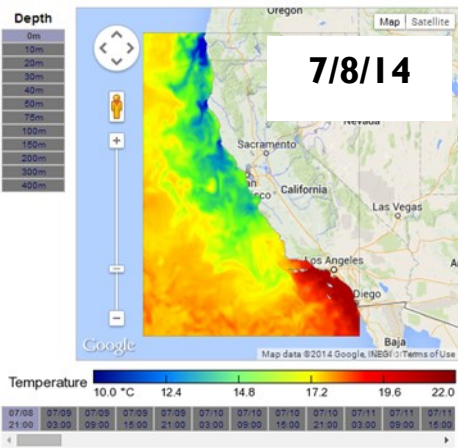 Depth
0m
10m
20m
30m
40m
50m
75m
100m
150m
200m
300m
400m
Oregon
Map Satellite
7/8/14
Nevada
Sacramento
San
Francisco
California
Las Vegas
Los Angeles
Diego
Baja
Google
Map data ©2014 Google, INEGI Terms of Use
Temperature
10.0 °C 12.4 14.8 17.2 19.6 22.0
07/08 07/09 07/09 07/09 07/09 07/10 07/10 07/10 07/10 07/11 07/11 07/11
21:00 03:00 09:00 15:00 21:00 03:00 09:00 15:00 21:00 03:00 09:00 15:00